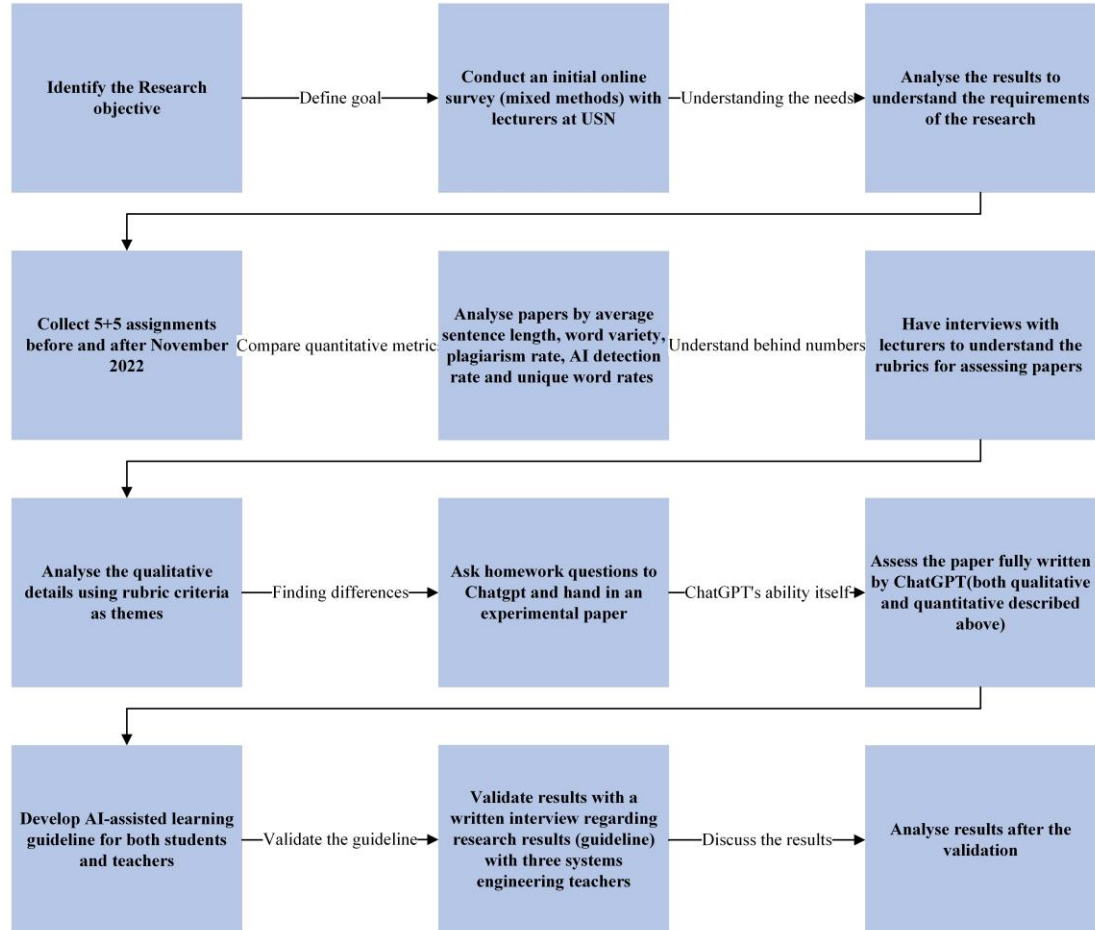 Identify the Research
objective
Define goal
Conduct an initial online
survey (mixed methods) with
lecturers at USN
Understanding the needs
Analyse the results to
understand the requirements
of the research
Collect 5+5 assignments
before and after November
2022
Compare quantitative metrics
Analyse papers by average
sentence length, word variety,
plagiarism rate, AI detection
rate and unique word rates
Understand behind numbers
Have interviews with
lecturers to understand the
rubrics for assessing papers
Analyse the qualitative
details using rubric criteria
as themes
Finding differences
Ask homework questions to
Chatgpt and hand in an
experimental paper
ChatGPT's ability itself
Assess the paper fully written
by ChatGPT(both qualitative
and quantitative described
above)
Develop AI-assisted learning
guideline for both students
and teachers
Validate the guideline
Validate results with a
written interview regarding
research results (guideline)
with three systems
engineering teachers
Discuss the results
Analyse results after the
validation